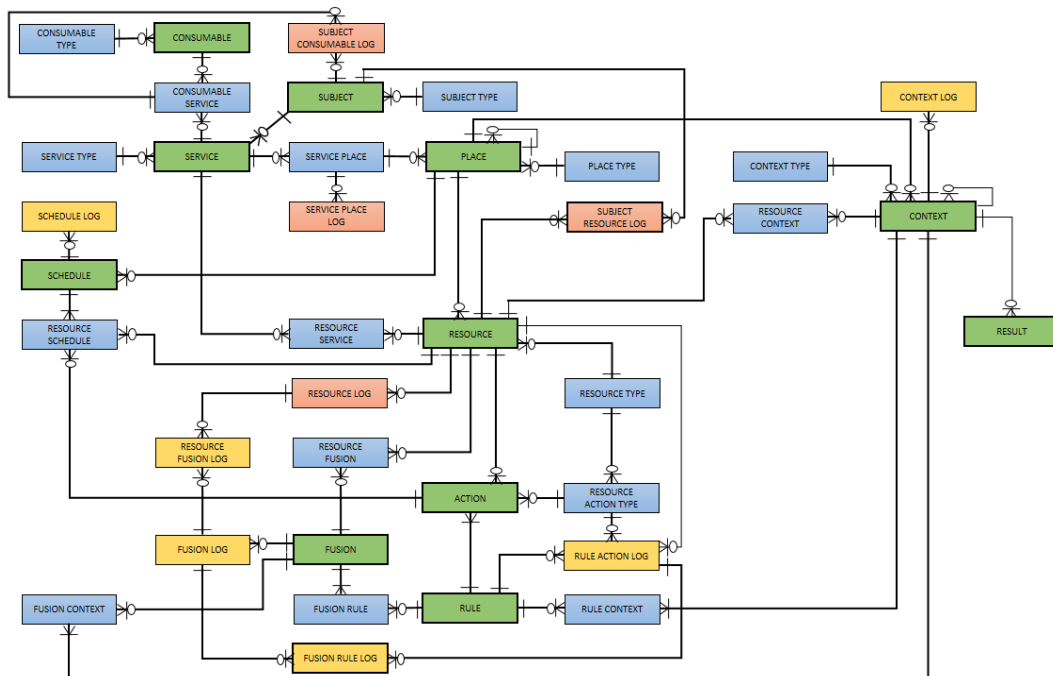 CONSUMABLE
TYPE
CONSUMABLE
SUBJECT
CONSUMABLE LOG
CONSUMABLE
SERVICE
SUBJECT
SUBJECT TYPE
CONTEXT LOG
SERVICE TYPE
SERVICE
SERVICE PLACE
PLACE
PLACE TYPE
CONTEXT TYPE
SCHEDULE LOG
SERVICE PLACE
LOG
SUBJECT
RESOURCE LOG
RESOURCE
CONTEXT
CONTEXT
SCHEDULE
RESOURCE
SCHEDULE
RESOURCE
SERVICE
RESOURCE
RESULT
RESOURCE LOG
RESOURCE TYPE
RESOURCE
FUSION LOG
RESOURCE
FUSION
ACTION
RESOURCE
ACTION TYPE
FUSION LOG
FUSION
RULE ACTION LOG
FUSION CONTEXT
FUSION RULE
RULE
RULE CONTEXT
FUSION RULE LOG